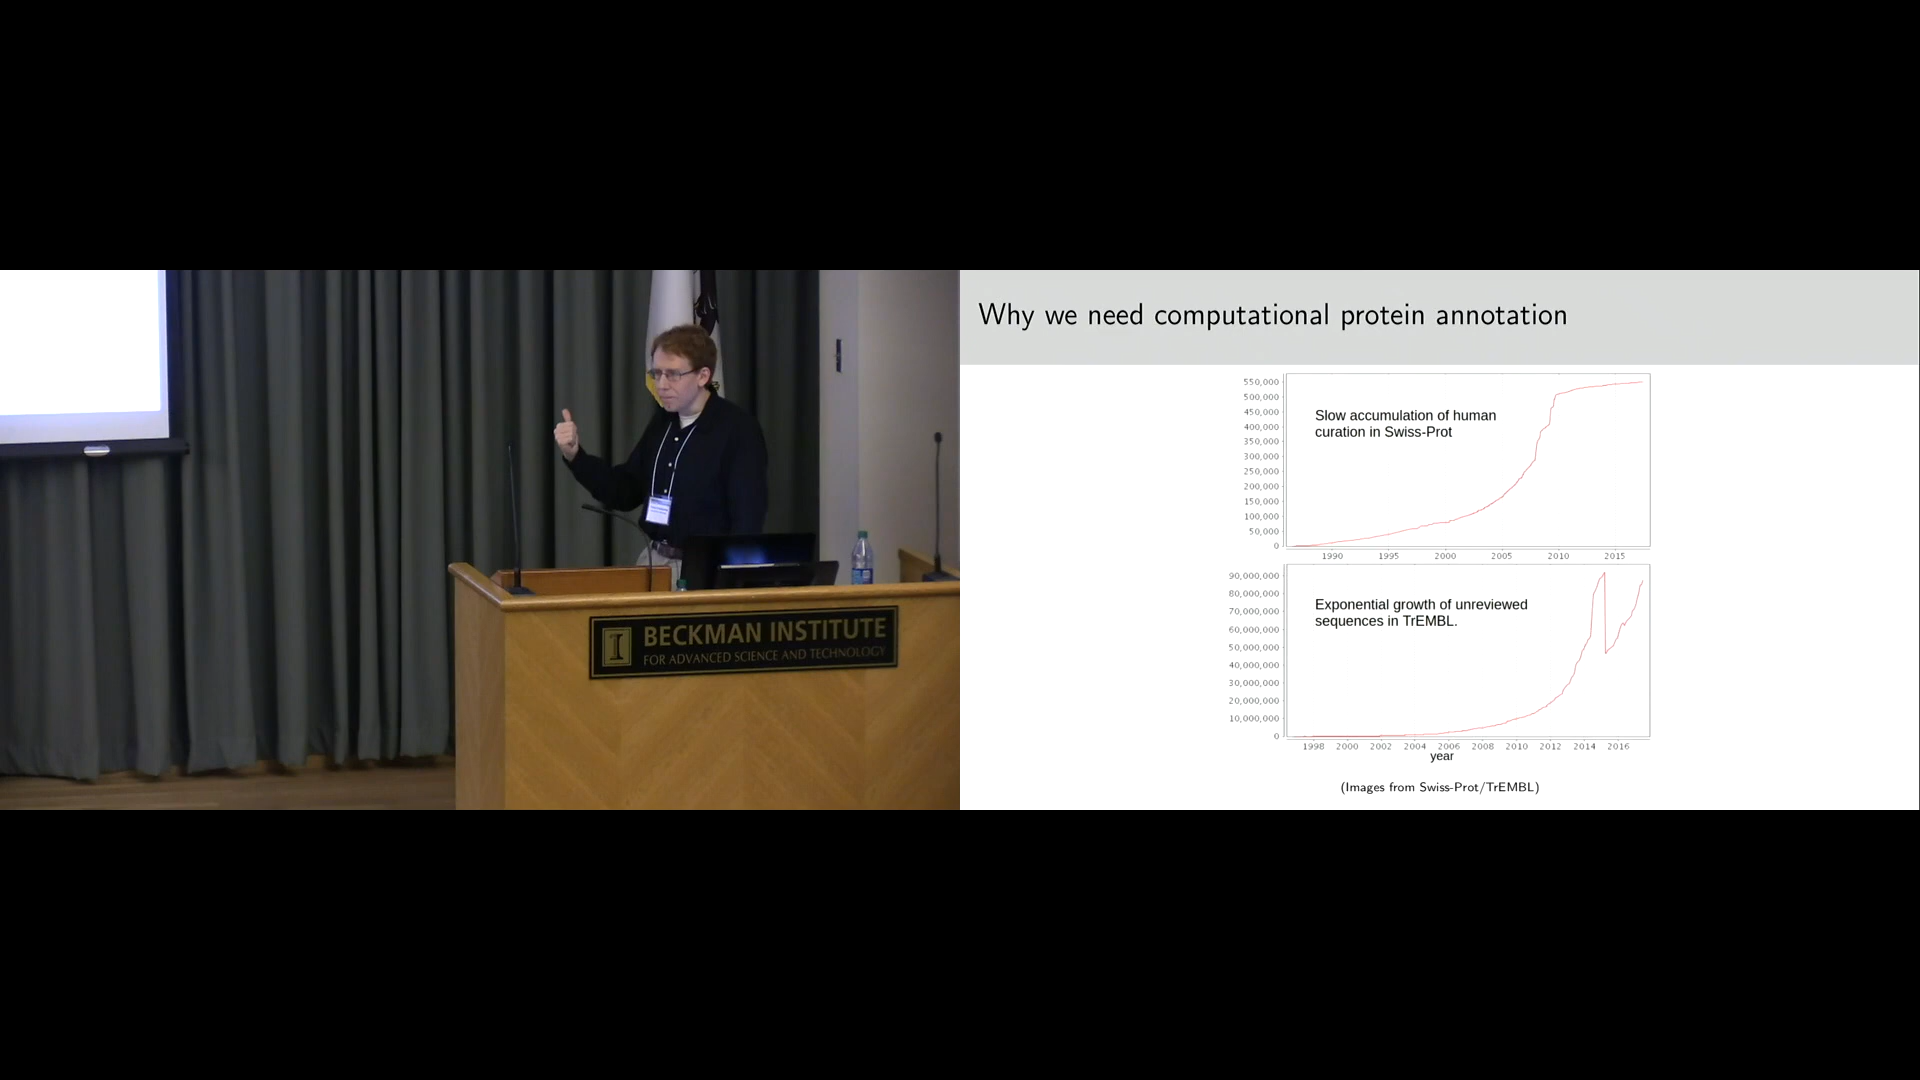 BECKMAN INSTITUTE
FOR ADVANCED SCIENCE AND TECHNOLOGY
Why we need computational protein annotation
550,000
500,000
450,000
400,000
350,000
300,000
250,000
200,000
150,000
100,000
50,000
0
Slow accumulation of human
curation in Swiss-Prot
1990 1995 2000 2005 2010 2015
90,000,000
80,000,000
70,000,000
60,000,000
50,000,000
40,000,000
30,000,000
20,000,000
10,000,000
0
Exponential growth of unreviewed
sequences in TrEMBL.
1998 2000 2002 2004 2006 2008 2010 2012 2014 2016
year
(Images from Swiss-Prot/TrEMBL)